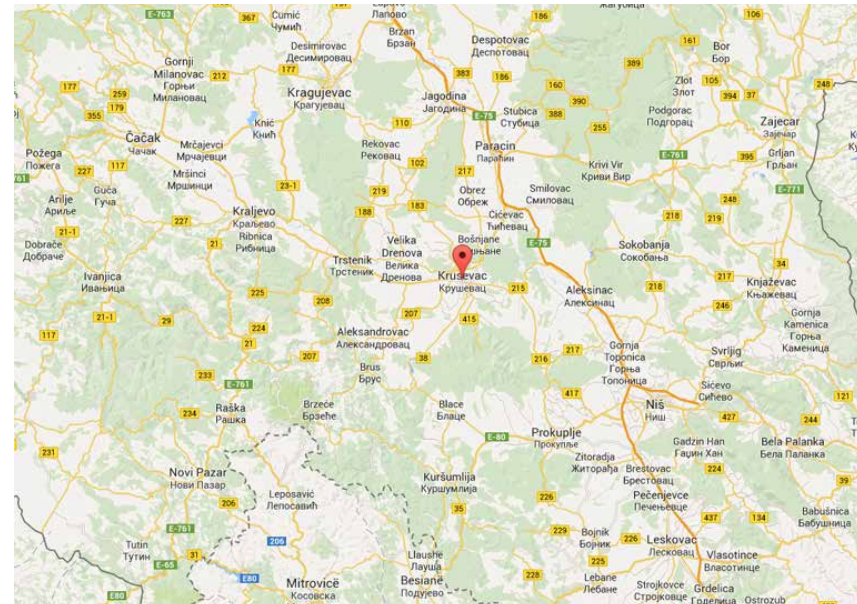 E-763
Čumić
Чумић
367
Lapovo
Лапово
Brzan
Брзан
186
Despotovac
Деспотовац
Жагубица
161
Bor
Бор
Desimirovac
Десимировац
Gornji
Milanovac
Горњи
Милановац
212
177
177
259
179
355
Kragujevac
Крагујевац
383
186
389
Zlot
Злот
105
394
37
248
160
390
388
Jagodina
Јагодина
E-75
Stubica
Стубица
Podgorac
Подгорац
Zajecar
Зајечар
Čačak
Чачак
Knić
Кнић
110
255
Mrčajevci
Мрчајевци
Rekovac
Рековац
Paracin
Параћин
Krivi Vir
Криви Вир
E-761
395
Grljan
Грљан
Požega
Пожега
227
117
Mršinci
Мршинци
102
217
E-771
Guča
Гуча
23-1
219
Obrez
Обреж
Smilovac
Смиловац
248
Arilje
Ариље
227
188
183
Ćićevac
Ћићевац
218
219
Kraljevo
Краљево
Ribnica
Рибница
21-1
21
Dobrače
Добраче
Velika
Drenova
Велика
Дренова
Bošnjane
E-75
Sokobanja
Сокобања
34
Trstenik
Трстеник
Kruševac
Крушевац
215
217
Knjaževac
Књажевац
Ivanjica
Ивањица
225
208
Aleksinac
Алексинац
218
246
21-1
29
207
415
Gornja
Kamenica
Горња
Каменица
117
224
21
Aleksandrovac
Александровац
207
38
216
217
Gornja
Toponica
Горња
Топоница
Svrljig
Сврљиг
Brus
Брус
233
E-761
417
Sićevo
Сићево
121
Raška
Рашка
234
Brzeće
Брзеће
Blace
Блаце
Niš
Ниш
427
244
231
E-80
Prokuplje
Прокупље
Gadzin Han
Гаџин Хан
Bela Palanka
Бела Паланка
Zitoradja
Житорађа
224
Novi Pazar
Нови Пазар
Kuršumlija
Куршумлија
Brestovac
Брестовац
39
206
Leposavić
Лепосавић
226
Pečenjevce
Печењевце
35
437
134
Babušnica
Бабушница
E-761
229
Bojnik
Бојник
226
Leskovac
Лесковац
Tutin
Тутин
31
206
Llaushe
Лауша
Vlasotince
Власотинце
E-65
E80
Mitrovicë
Косовска
Besianë
Подујево
228
Lebane
Лебане
Strojkovce
Стројковце
Grdelica
Грделица
Ostrozub
E80